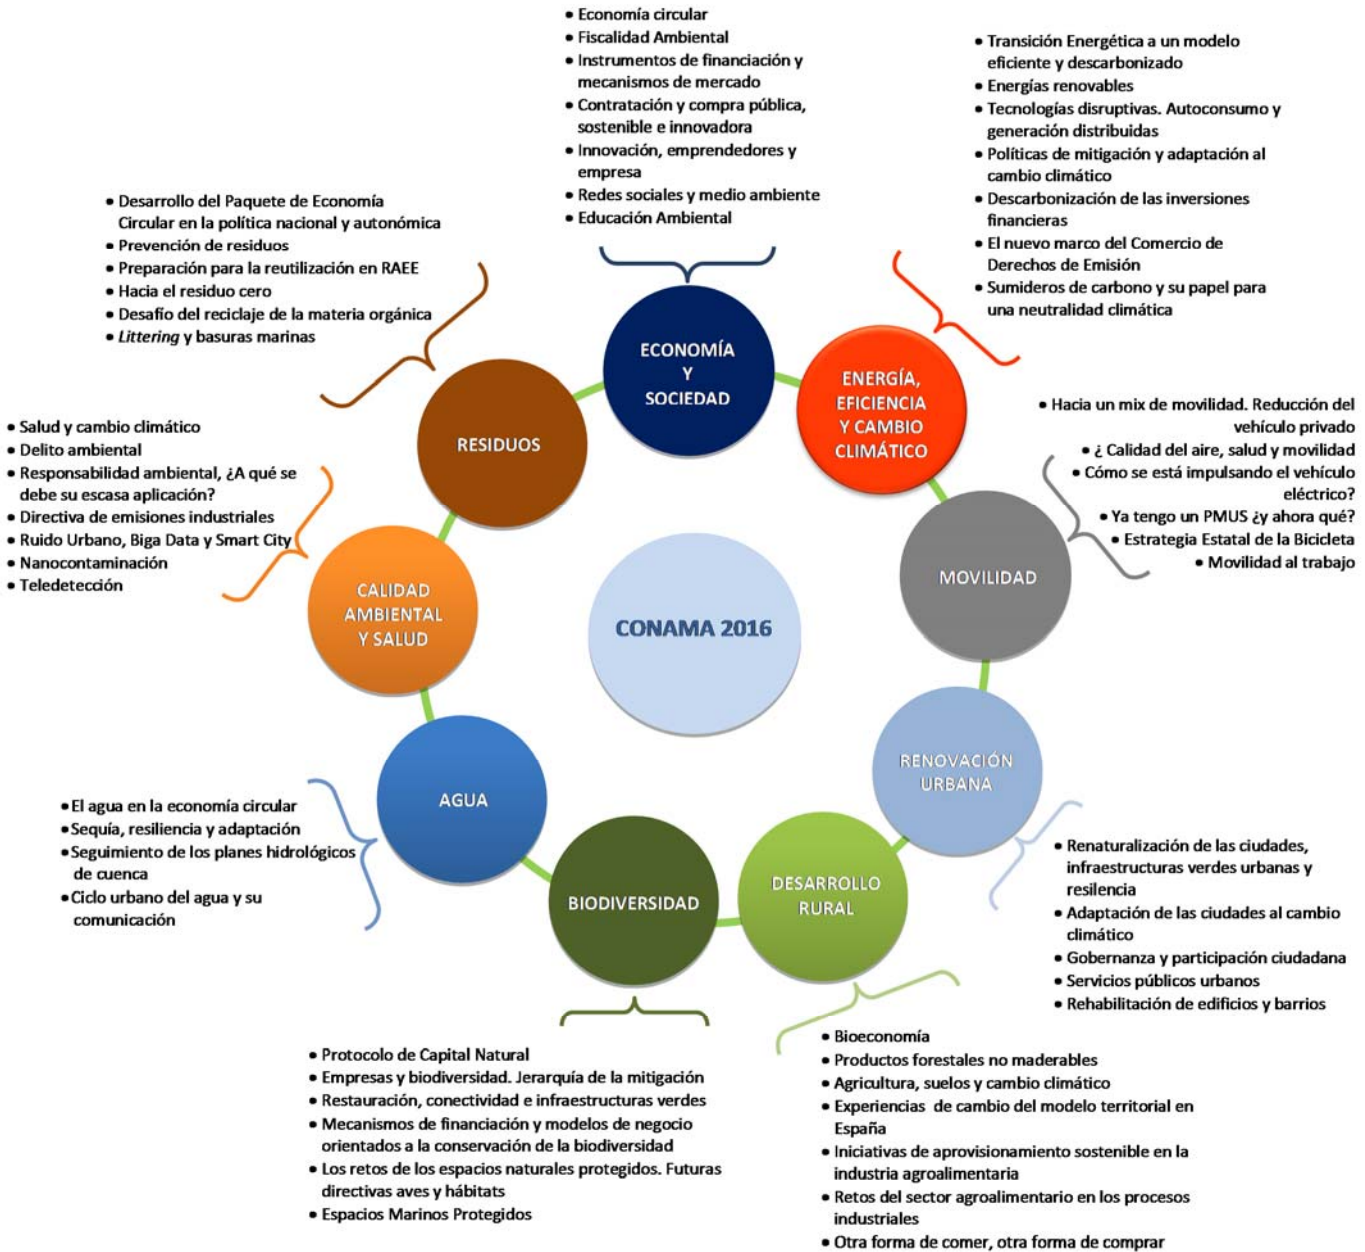 • Economía circular
• Fiscalidad Ambiental
• Instrumentos de financiación y
mecanismos de mercado
• Contratación y compra pública,
sostenible e innovadora
• Innovación, emprendedores y
empresa
• Redes sociales y medio ambiente
• Educación Ambiental
• Transición Energética a un modelo
eficiente y descarbonizado
• Energías renovables
• Tecnologías disruptivas. Autoconsumo y
generación distribuidas
• Políticas de mitigación y adaptación al
cambio climático
• Descarbonización de las inversiones
financieras
• El nuevo marco del Comercio de
Derechos de Emisión
• Sumideros de carbono y su papel para
una neutralidad climática
• Desarrollo del Paquete de Economía
Circular en la política nacional y autonómica
• Prevención de residuos
• Preparación para la reutilización en RAEE
• Hacia el residuo cero
• Desafío del reciclaje de la materia orgánica
• Littering y basuras marinas
ECONOMÍA
Y
SOCIEDAD
ENERGÍA,
EFICIENCIA
Y CAMBIO
CLIMÁTICO
RESIDUOS
• Hacia un mix de movilidad. Reducción del
vehículo privado
• ¿ Calidad del aire, salud y movilidad
• Cómo se está impulsando el vehículo
eléctrico?
• Ya tengo un PMUS ¿y ahora qué?
• Estrategia Estatal de la Bicicleta
• Movilidad al trabajo
• Salud y cambio climático
• Delito ambiental
• Responsabilidad ambiental, ¿A qué se
debe su escasa aplicación?
• Directiva de emisiones industriales
• Ruido Urbano, Biga Data y Smart City
• Nanocontaminación
• Teledetección
MOVILIDAD
CALIDAD
AMBIENTAL
Y SALUD
CONAMA 2016
RENOVACIÓN
URBANA
AGUA
• El agua en la economía circular
• Sequía, resiliencia y adaptación
• Seguimiento de los planes hidrológicos
de cuenca
• Ciclo urbano del agua y su
comunicación
• Renaturalización de las ciudades,
infraestructuras verdes urbanas y
resilencia
• Adaptación de las ciudades al cambio
climático
• Gobernanza y participación ciudadana
• Servicios públicos urbanos
• Rehabilitación de edificios y barrios
DESARROLLO
RURAL
BIODIVERSIDAD
• Protocolo de Capital Natural
• Empresas y biodiversidad. Jerarquía de la mitigación
• Restauración, conectividad e infraestructuras verdes
• Mecanismos de financiación y modelos de negocio
orientados a la conservación de la biodiversidad
• Los retos de los espacios naturales protegidos. Futuras
directivas aves y hábitats
• Espacios Marinos Protegidos
• Bioeconomía
• Productos forestales no maderables
• Agricultura, suelos y cambio climático
• Experiencias de cambio del modelo territorial en
España
• Iniciativas de aprovisionamiento sostenible en la
industria agroalimentaria
• Retos del sector agroalimentario en los procesos
industriales
• Otra forma de comer, otra forma de comprar